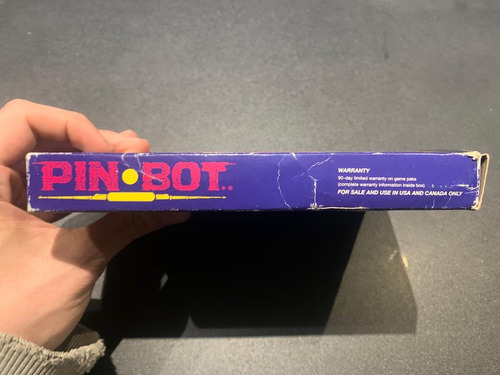 PIN•BOT
WARRANTY
90-day limited warranty on game paks
(complete warranty information inside box)
FOR SALE AND USE IN USA AND CANADA ONLY